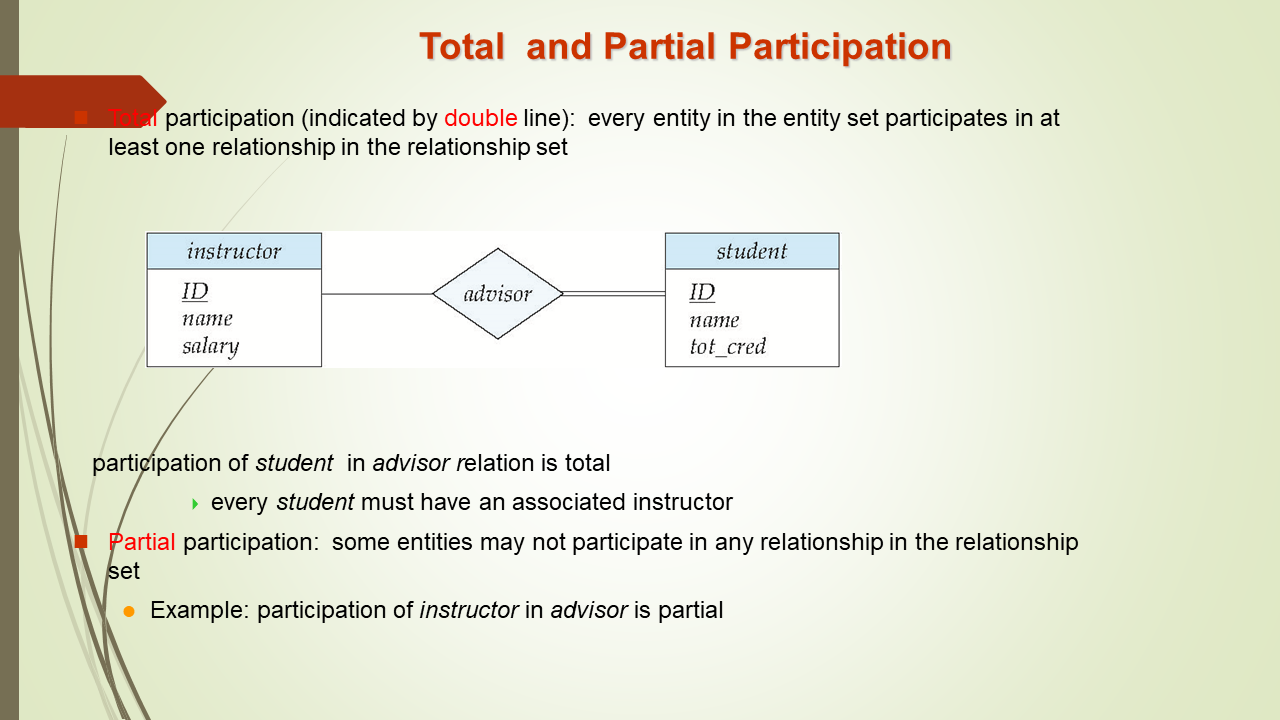 Total and Partial Participation
Total participation (indicated by double line): every entity in the entity set participates in at
least one relationship in the relationship set
instructor
ID
name
salary
advisor
student
ID
name
tot_cred
participation of student in advisor relation is total
every student must have an associated instructor
Partial participation: some entities may not participate in any relationship in the relationship
set
Example: participation of instructor in advisor is partial